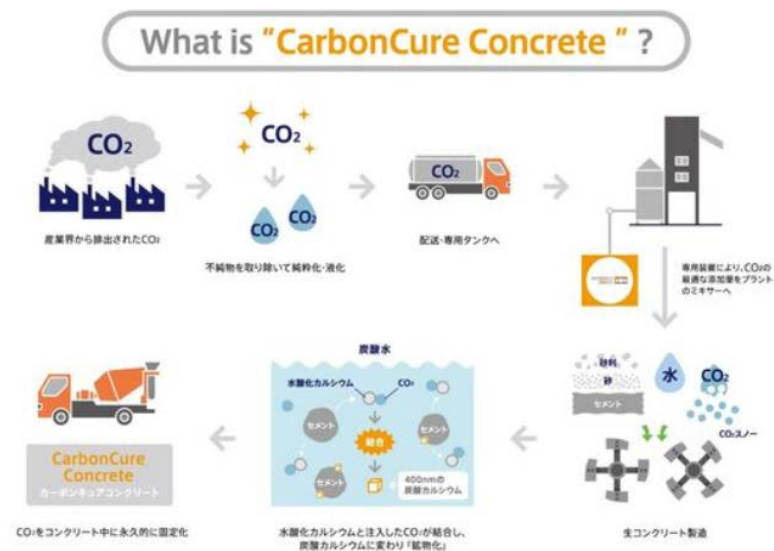 What is "CarbonCure Concrete" ?
CO2
産業界から排出されたCO2
CO2
CO2
CO2
不純物を取り除いて純粋化・液化
CO2
配送・専用タンクへ
専用装置により、CO2の
最適な添加量をプラント
のミキサーへ
砂利
砂
セメント
水
CO2
CO2スノー
生コンクリート製造
炭酸水
水酸化カルシウム
CO2
セメント
セメント
セメント
セメント
結合
400nmの
炭酸カルシウム
水酸化カルシウムと注入したCO2が結合し、
炭酸カルシウムに変わり「鉱物化」
CarbonCure
Concrete
カーボンキュアコンクリート
CO2をコンクリート中に永久的に固定化